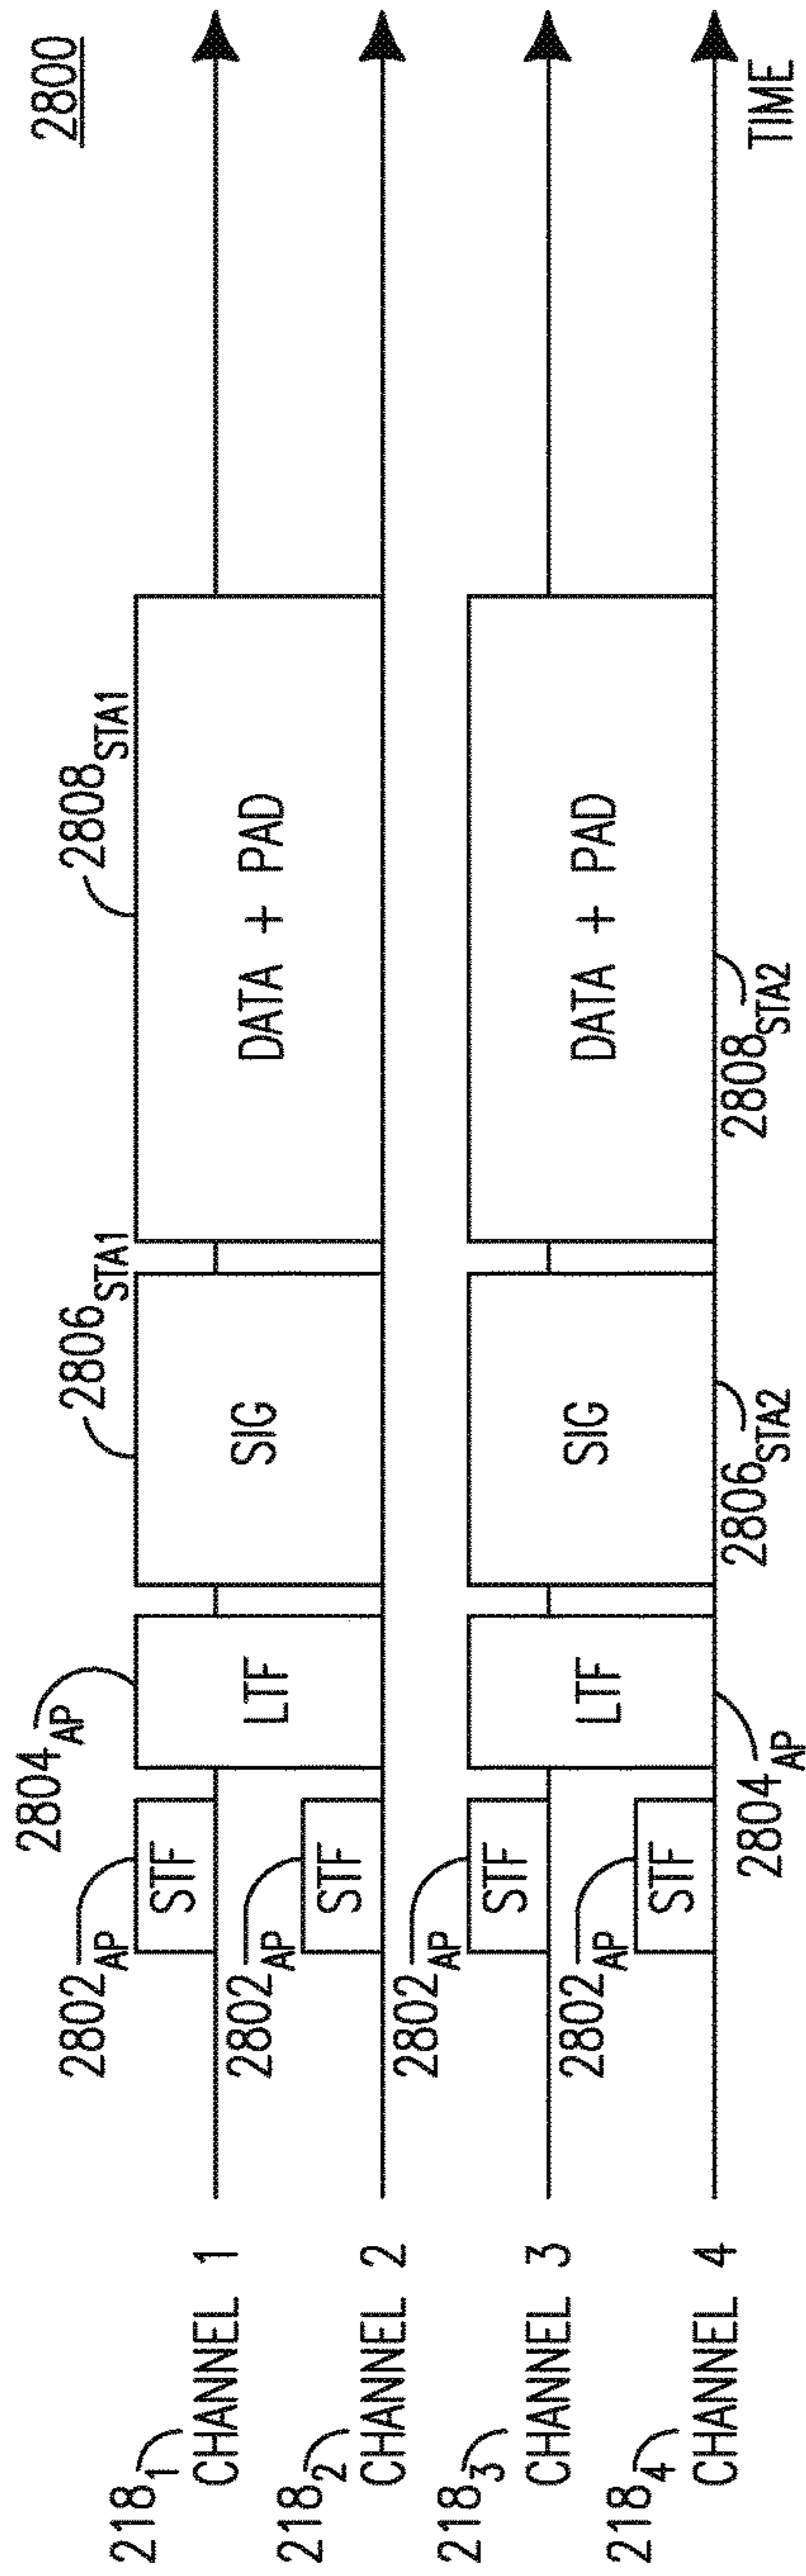 2800
2804AP
2806STA1
2808STA1
2802AP
218₁
STF
CHANNEL 1
LTF
SIG
DATA + PAD
2802AP
218₂
STF
CHANNEL 2
2802AP
218₃
STF
CHANNEL 3
LTF
SIG
DATA + PAD
2802AP
218₄
STF
CHANNEL 4
2804AP
2806STA2
2808STA2
TIME